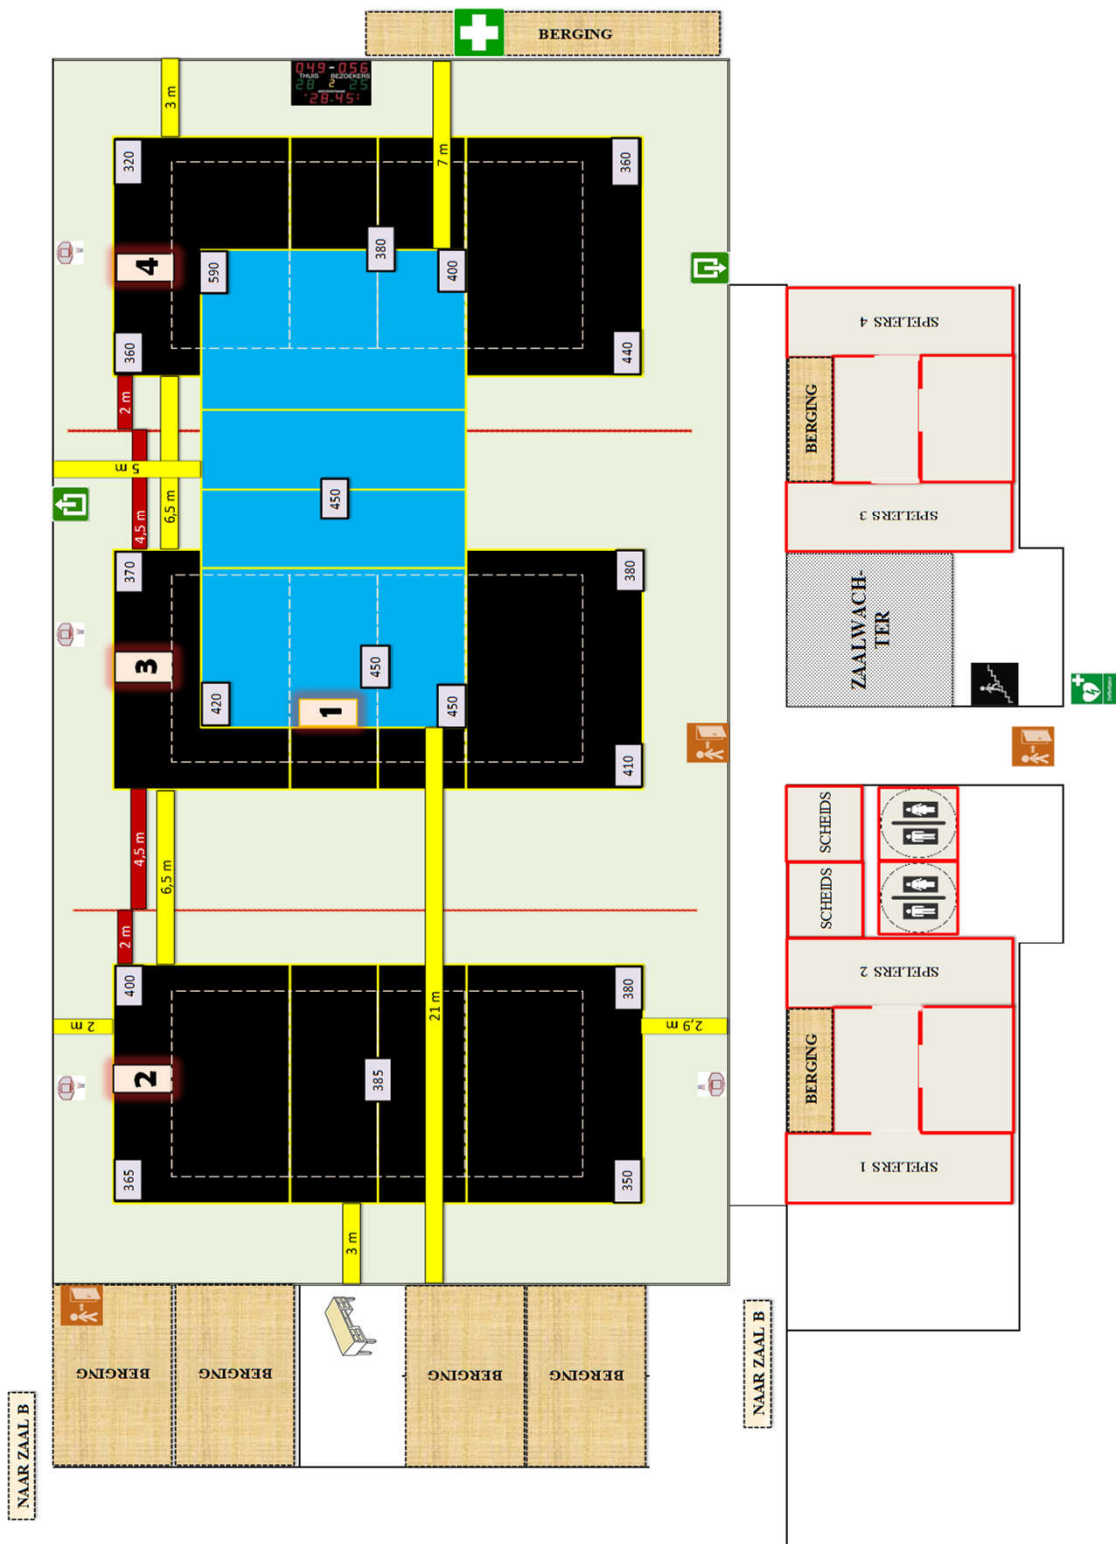 BERGING
049 - 056
THUIS BEZOEKERS
28 2 25
28:45
3 m
7 m
320
360
4
590
380
400
360
440
2 m
5 m
4,5 m
6,5 m
450
370
380
3
420
450
1
450
410
4,5 m
6,5 m
2 m
21 m
400
380
2 m
2,9 m
2
385
365
350
3 m
BERGING
BERGING
BERGING
BERGING
NAAR ZAAL B
NAAR ZAAL B
SPELERS 4
BERGING
SPELERS 3
ZAALWACH-
TER
SCHEIDS
SCHEIDS
SPELERS 2
BERGING
SPELERS 1